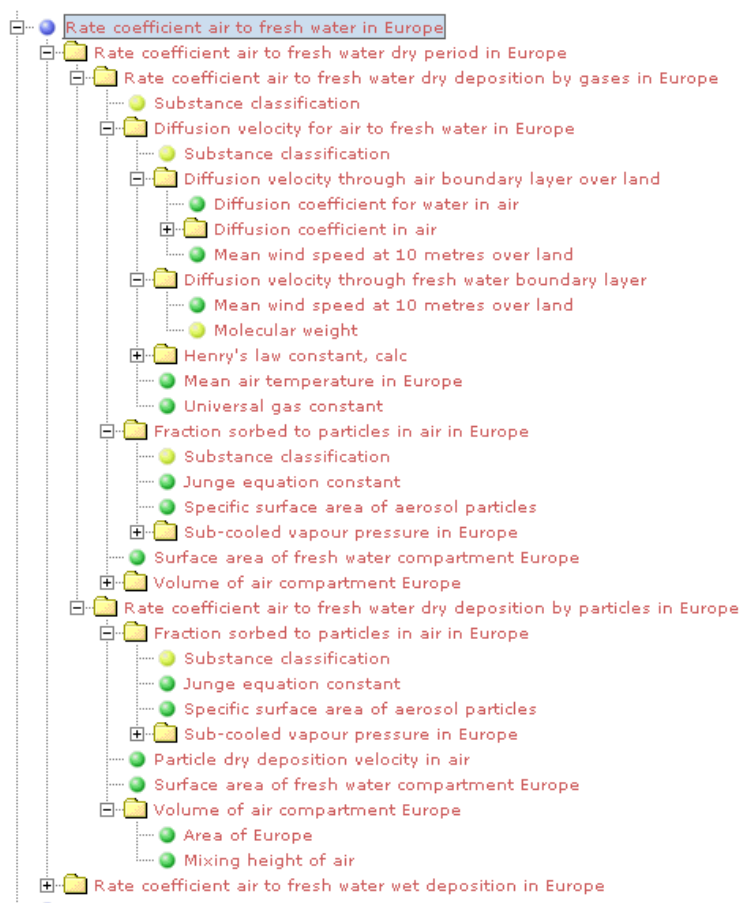 Rate coefficient air to fresh water in Europe
Rate coefficient air to fresh water dry period in Europe
Rate coefficient air to fresh water dry deposition by gases in Europe
Substance classification
Diffusion velocity for air to fresh water in Europe
Substance classification
Diffusion velocity through air boundary layer over land
Diffusion coefficient for water in air
Diffusion coefficient in air
Mean wind speed at 10 metres over land
Diffusion velocity through fresh water boundary layer
Mean wind speed at 10 metres over land
Molecular weight
Henry's law constant, calc
Mean air temperature in Europe
Universal gas constant
Fraction sorbed to particles in air in Europe
Substance classification
Junge equation constant
Specific surface area of aerosol particles
Sub-cooled vapour pressure in Europe
Surface area of fresh water compartment Europe
Volume of air compartment Europe
Rate coefficient air to fresh water dry deposition by particles in Europe
Fraction sorbed to particles in air in Europe
Substance classification
Junge equation constant
Specific surface area of aerosol particles
Sub-cooled vapour pressure in Europe
Particle dry deposition velocity in air
Surface area of fresh water compartment Europe
Volume of air compartment Europe
Area of Europe
Mixing height of air
Rate coefficient air to fresh water wet deposition in Europe